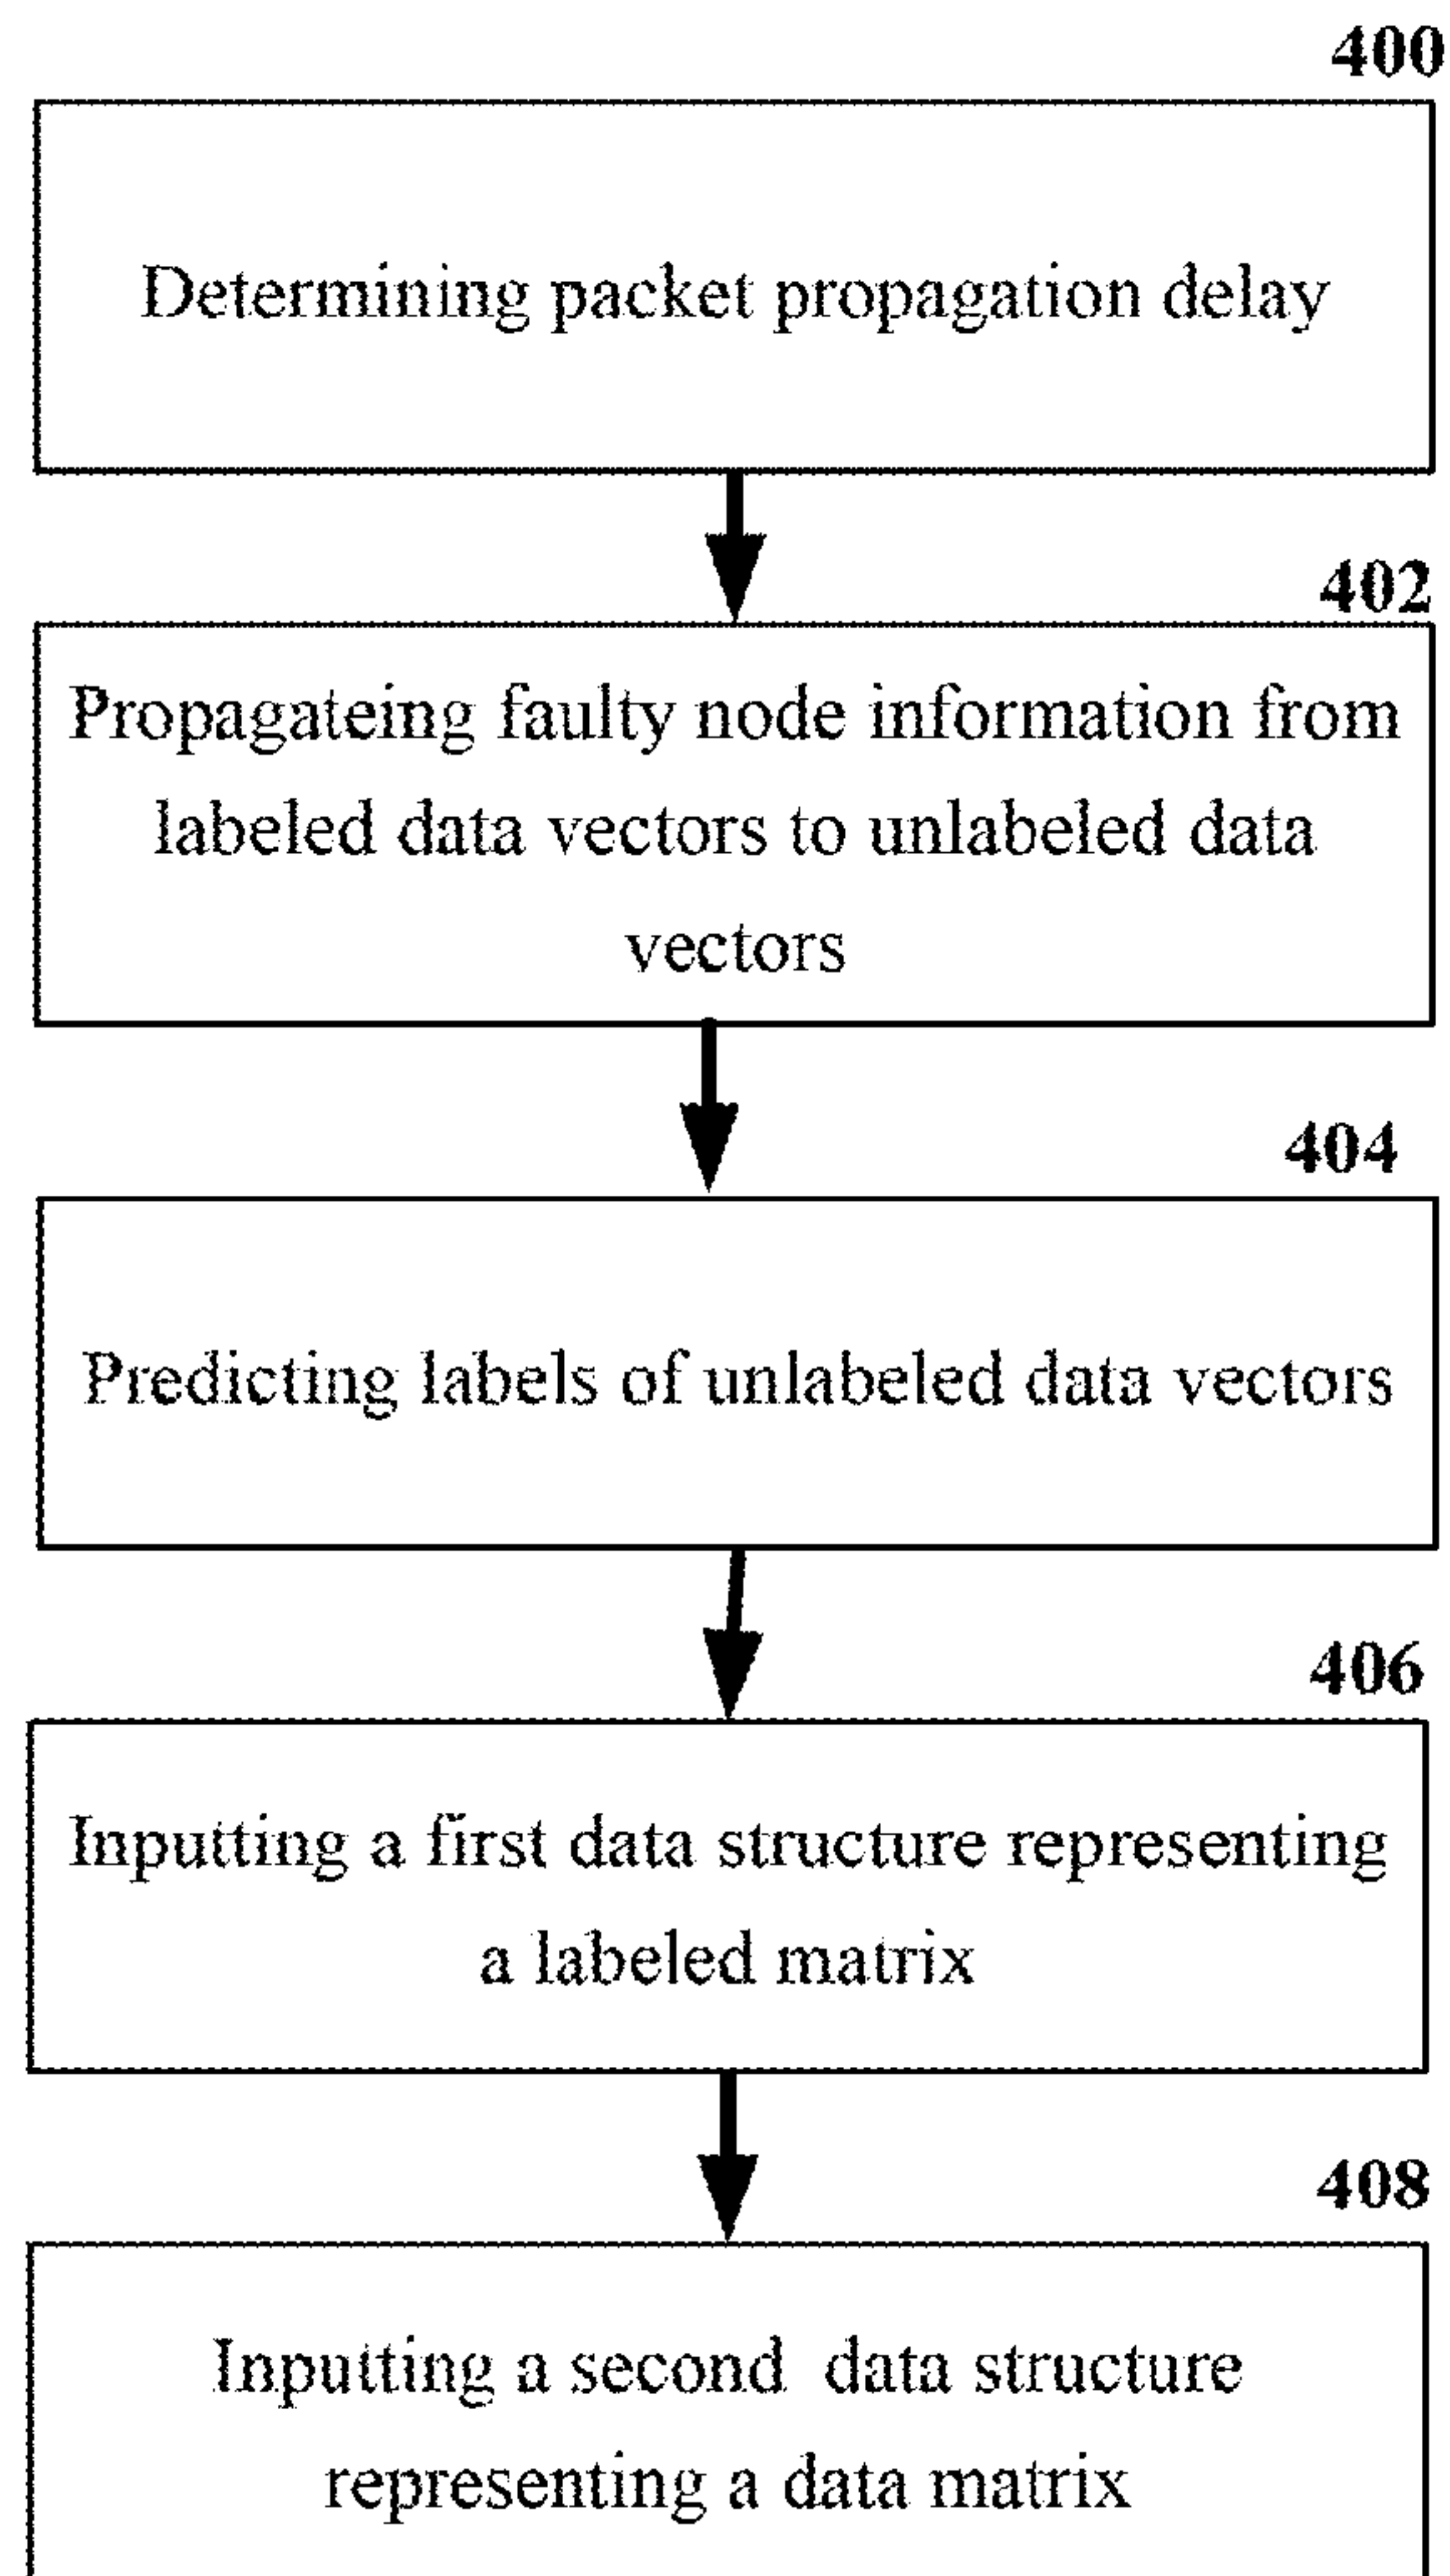 400
Determining packet propagation delay
402
Propagateing faulty node information from
labeled data vectors to unlabeled data
vectors
404
Predicting labels of unlabeled data vectors
406
Inputting a first data structure representing
a labeled matrix
408
Inputting a second data structure
representing a data matrix